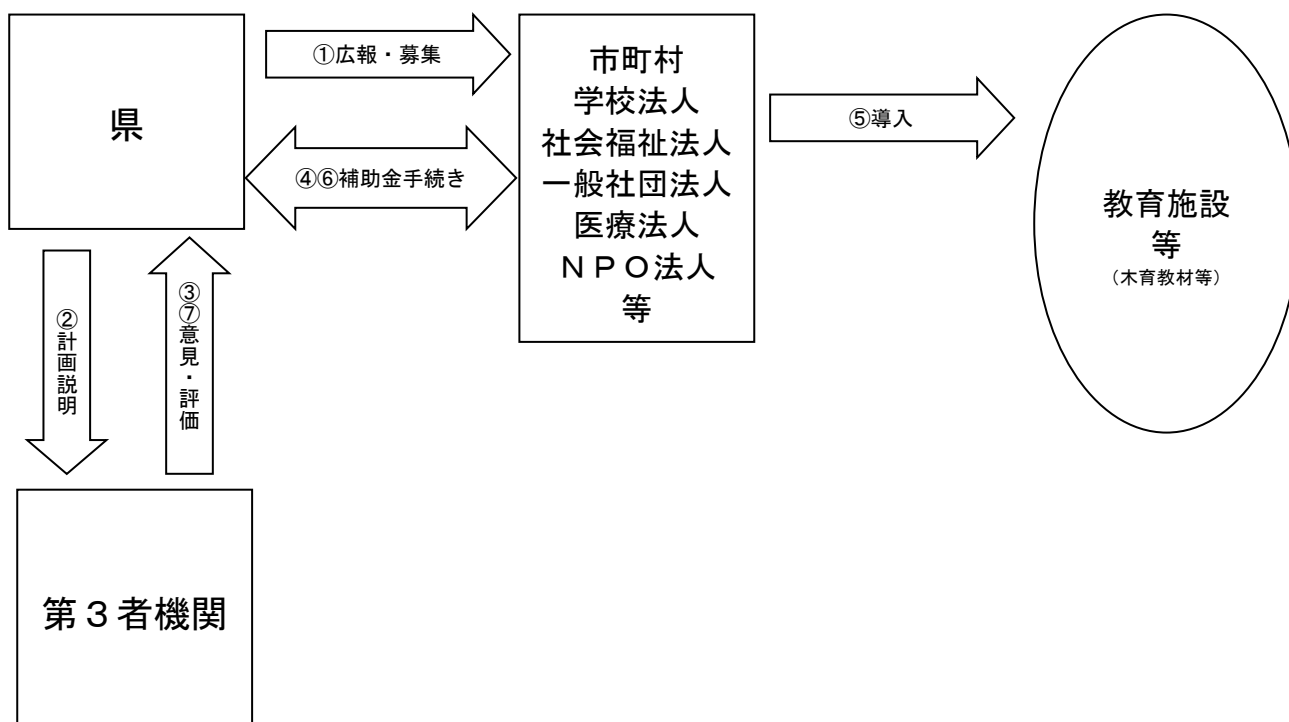 県
①広報・募集
④⑥補助金手続き
市町村
学校法人
社会福祉法人
一般社団法人
医療法人
ＮＰＯ法人
等
⑤導入
教育施設
等
（木育教材等）
②計画説明
③⑦意見・評価
第３者機関